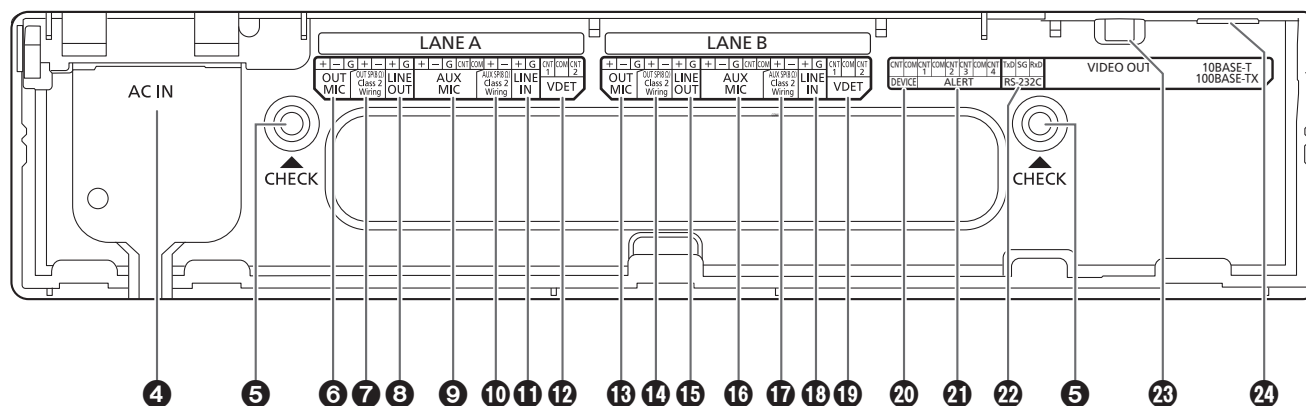 LANE A
LANE B
+ − G + − + G + − G CNT COM + − + G CNT 1 COM CNT 2
OUT MIC
OUT SP(8Ω) Class 2 Wiring
LINE OUT
AUX MIC
AUX SP(8Ω) Class 2 Wiring
LINE IN
VDET
+ − G + − + G + − G CNT COM + − + G CNT 1 COM CNT 2
OUT MIC
OUT SP(8Ω) Class 2 Wiring
LINE OUT
AUX MIC
AUX SP(8Ω) Class 2 Wiring
LINE IN
VDET
CNT COM CNT 1 COM CNT 2 CNT 3 COM CNT 4 TxD SG RxD
DEVICE
ALERT
RS-232C
VIDEO OUT
10BASE-T
100BASE-TX
AC IN
CHECK
CHECK
4 5 6 7 8 9 10 11 12 13 14 15 16 17 18 19 20 21 22 5 23 24